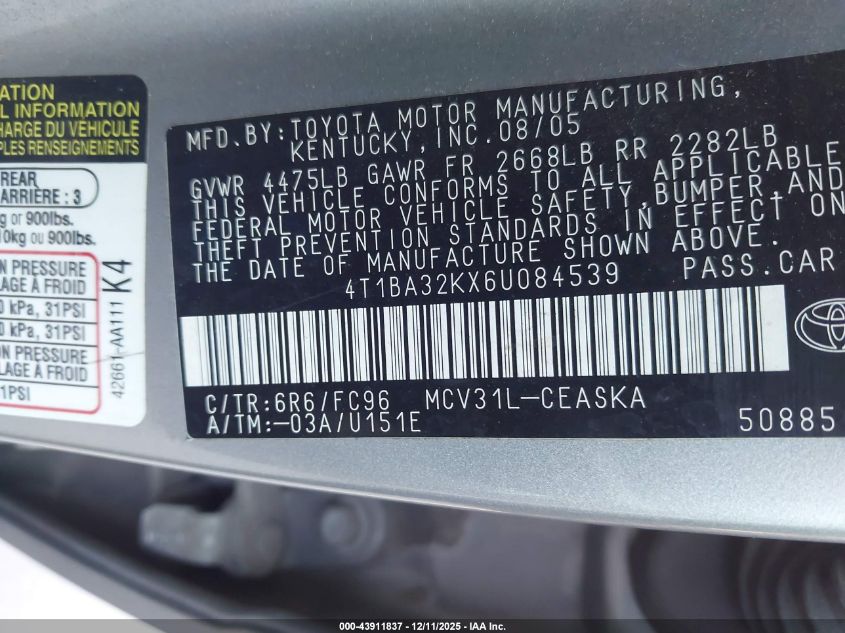 ATION
L INFORMATION
CHARGE DU VÉHICULE
PLES RENSEIGNEMENTS
REAR
ARRIÈRE : 3
kg or 900lbs.
10kg ou 900lbs.
ON PRESSURE
LAGE À FROID
0 kPa, 31PSI
0 kPa, 31PSI
ON PRESSURE
LAGE À FROID
1PSI
42661-AA111 K4
MFD.BY:TOYOTA MOTOR MANUFACTURING,
KENTUCKY,INC.08/05
GVWR 4475LB GAWR FR 2668LB RR 2282LB
THIS VEHICLE CONFORMS TO ALL APPLICABLE
FEDERAL MOTOR VEHICLE SAFETY,BUMPER,AND
THEFT PREVENTION STANDARDS IN EFFECT ON
THE DATE OF MANUFACTURE SHOWN ABOVE.
4T1BA32KX6U084539 PASS.CAR
C/TR:6R6/FC96 MCV31L-CEASKA
A/TM:-03A/U151E 50885
000-43911837 - 12/11/2025 - IAA Inc.